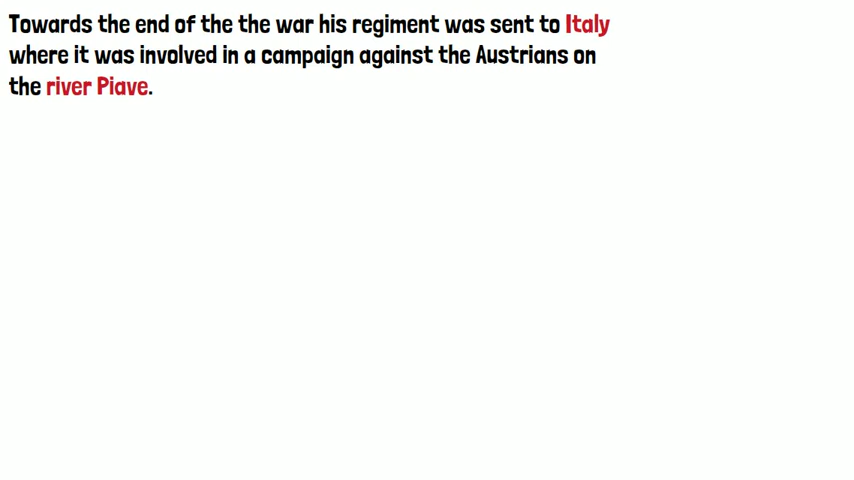 Towards the end of the the war his regiment was sent to Italy
where it was involved in a campaign against the Austrians on
the river Piave.